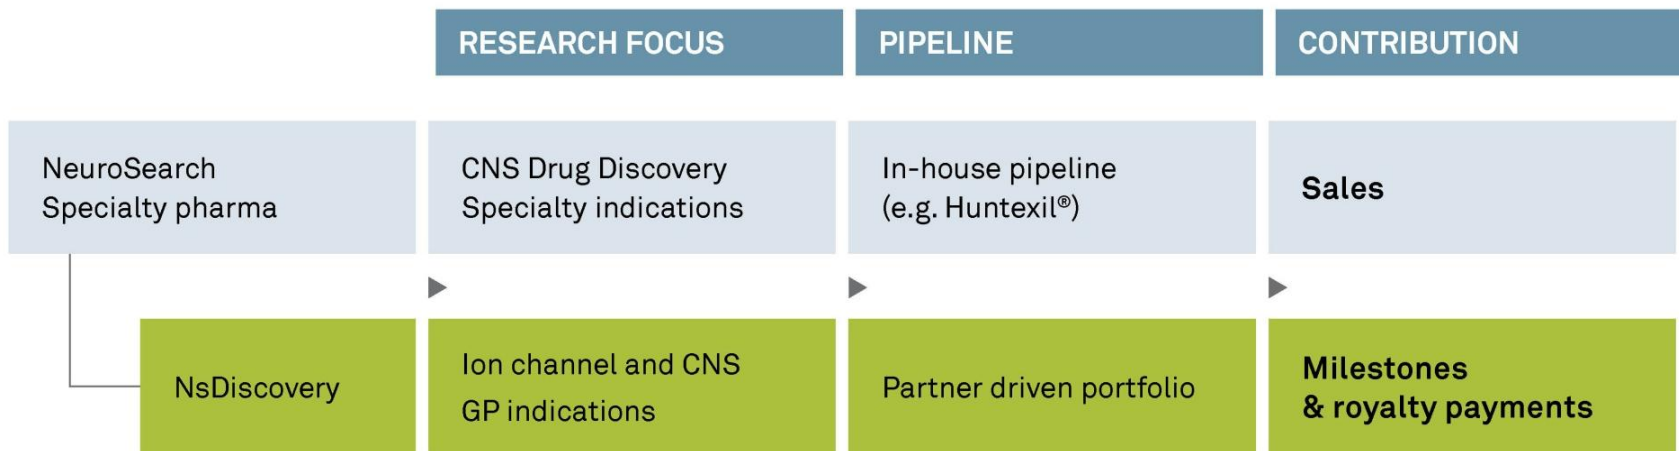 RESEARCH FOCUS
PIPELINE
CONTRIBUTION
NeuroSearch
Specialty pharma
CNS Drug Discovery
Specialty indications
In-house pipeline
(e.g. Huntexil®)
Sales
NsDiscovery
Ion channel and CNS
GP indications
Partner driven portfolio
Milestones
& royalty payments